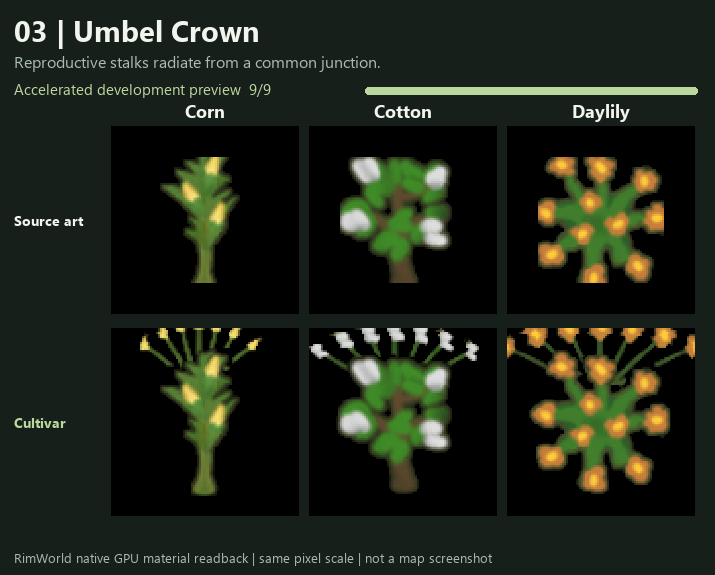 03 | Umbel Crown
Reproductive stalks radiate from a common junction.
Accelerated development preview  9/9
Corn Cotton Daylily
Source art
Cultivar
RimWorld native GPU material readback | same pixel scale | not a map screenshot